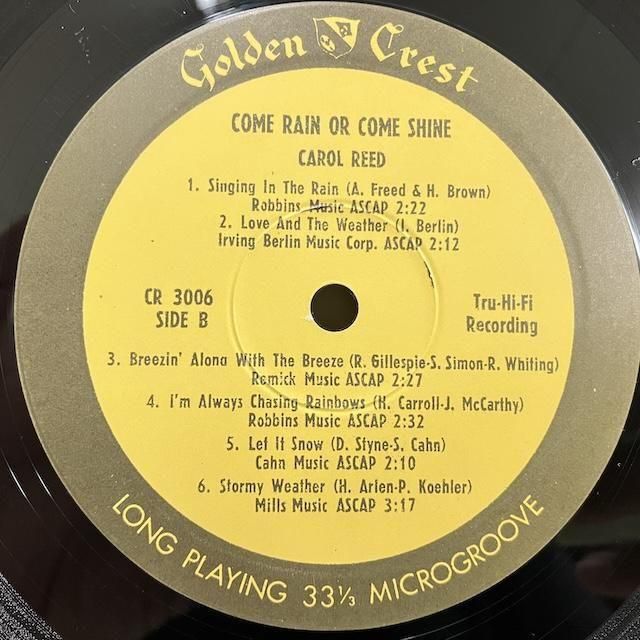 Golden Crest
COME RAIN OR COME SHINE
CAROL REED
1. Singing In The Rain (A. Freed & H. Brown)
Robbins Music ASCAP 2:22
2. Love And The Weather (I. Berlin)
Irving Berlin Music Corp. ASCAP 2:12
CR 3006
SIDE B
Tru-Hi-Fi
Recording
3. Breezin' Along With The Breeze (R. Gillespie-S. Simon-R. Whiting)
Remick Music ASCAP 2:27
4. I'm Always Chasing Rainbows (H. Carroll-J. McCarthy)
Robbins Music ASCAP 2:32
5. Let It Snow (D. Styne-S. Cahn)
Cahn Music ASCAP 2:10
6. Stormy Weather (H. Arlen-P. Koehler)
Mills Music ASCAP 3:17
LONG PLAYING 33⅓ MICROGROOVE